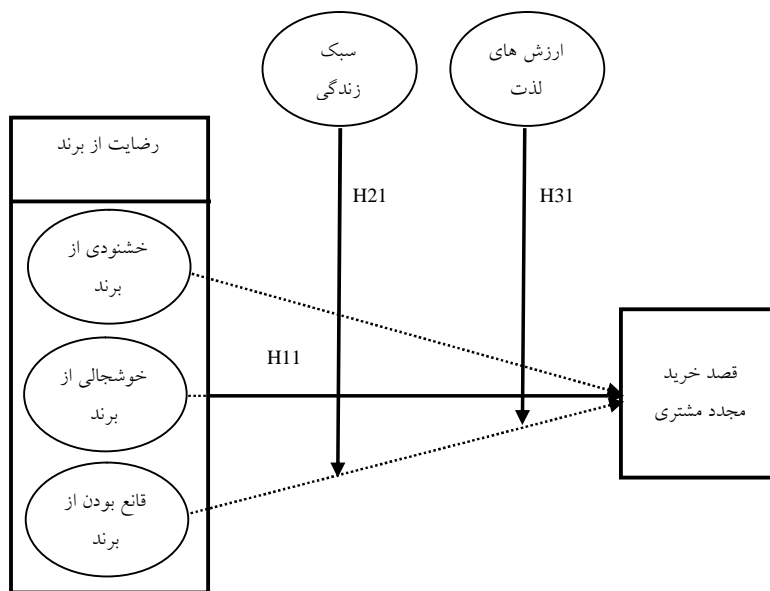 سبک
زندگی
ارزش های
لذت
رضایت از برند
H21
H31
خشنودی از
برند
H11
خوشجالی از
برند
قصد خرید
مجدد مشتری
قانع بودن از
برند